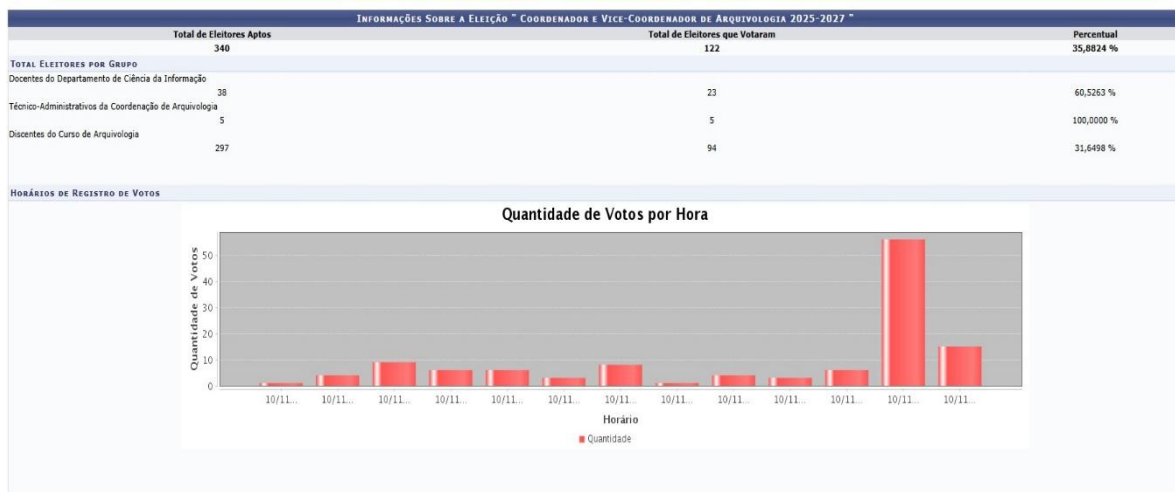 Informações Sobre a Eleição " Coordenador e Vice-Coordenador de Arquivologia 2025-2027 "
Total de Eleitores Aptos Total de Eleitores que Votaram Percentual
340 122 35,8824 %
Total Eleitores por Grupo
Docentes do Departamento de Ciência da Informação
38 23 60,5263 %
Técnico-Administrativos da Coordenação de Arquivologia
5 5 100,0000 %
Discentes do Curso de Arquivologia
297 94 31,6498 %
Horários de Registro de Votos
Quantidade de Votos por Hora
Quantidade de Votos
50
40
30
20
10
0
10/11... 10/11... 10/11... 10/11... 10/11... 10/11... 10/11... 10/11... 10/11... 10/11... 10/11... 10/11... 10/11...
Horário
Quantidade